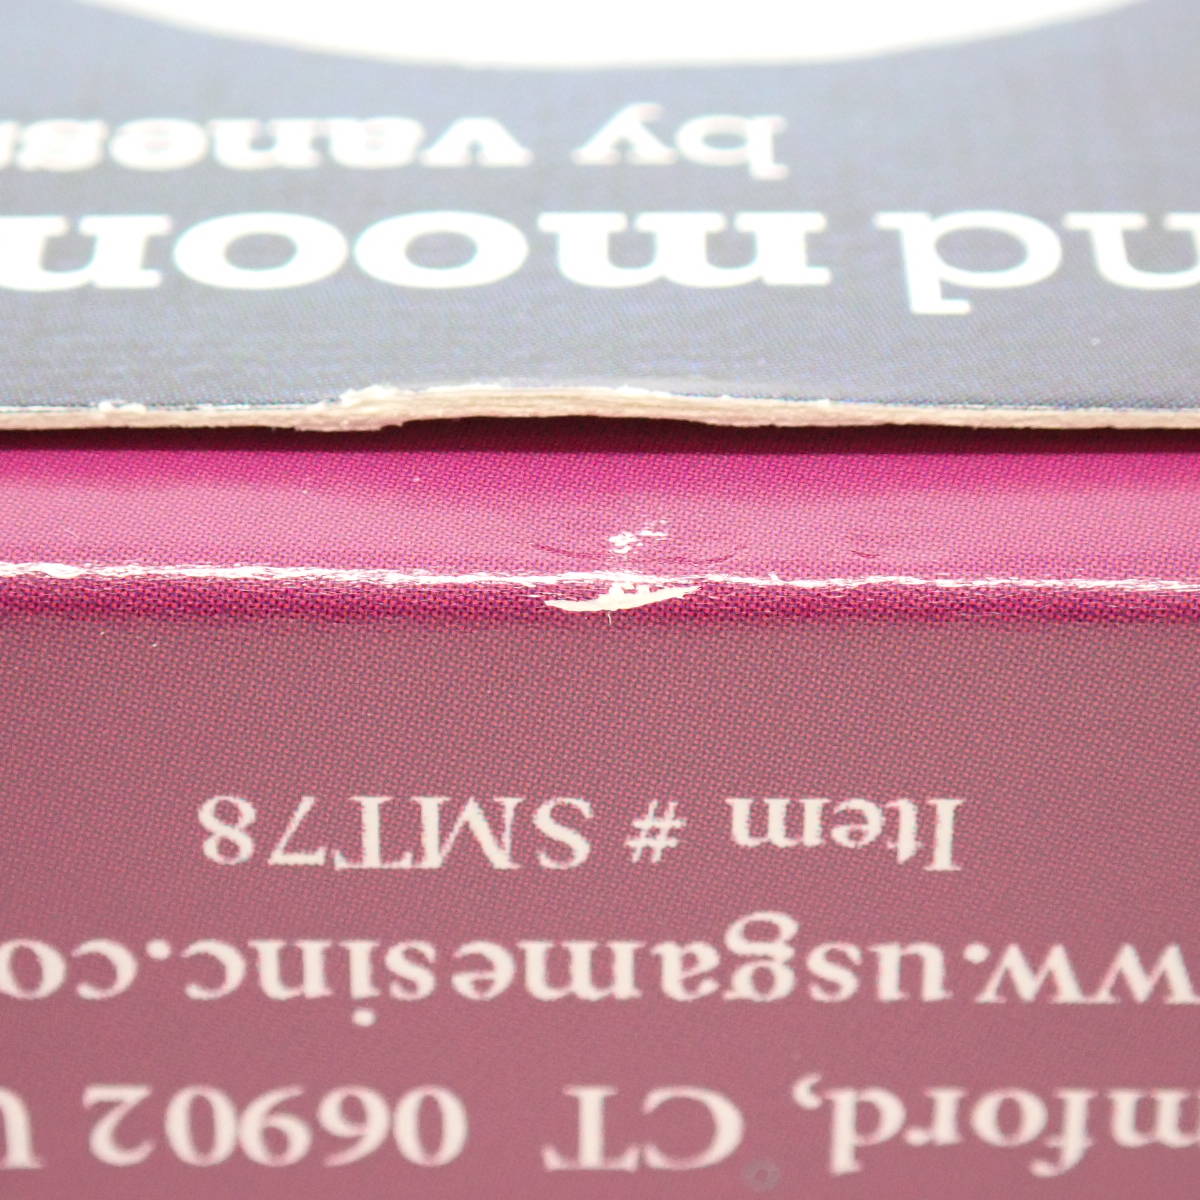 mford, CT 06902 U
ww.usgamesinc.co
Item # SMT78
nd moon
by vaness